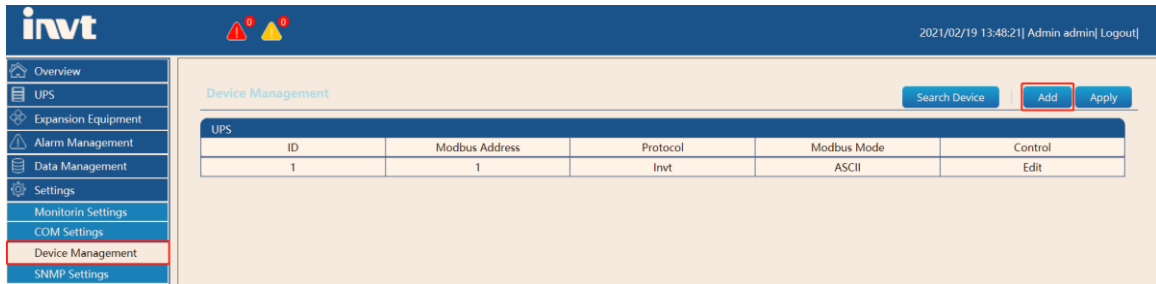 invt
0 0
2021/02/19 13:48:21| Admin admin| Logout|
Overview
UPS
Expansion Equipment
Alarm Management
Data Management
Settings
Monitorin Settings
COM Settings
Device Management
SNMP Settings
Device Management
Search Device | Add Apply
UPS
ID Modbus Address Protocol Modbus Mode Control
1 1 Invt ASCII Edit